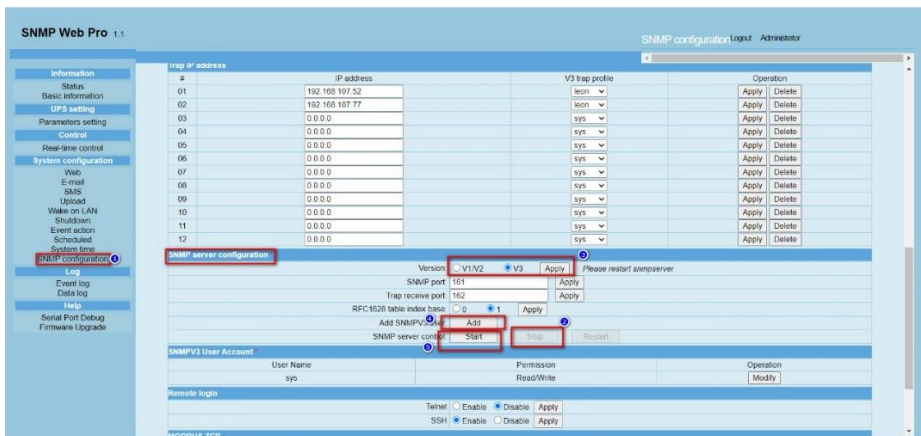 SNMP Web Pro 1.1
SNMP configuration Logout Administrator
Information
Status
Basic information
UPS setting
Parameters setting
Control
Real-time control
System configuration
Web
E-mail
SMS
Upload
Wake on LAN
Shutdown
Event action
Scheduled
System time
SNMP configuration 1
Log
Event log
Data log
Help
Serial Port Debug
Firmware Upgrade
Trap IP address
# IP address V3 trap profile Operation
01 192.168.107.52 leon Apply Delete
02 192.168.107.77 leon Apply Delete
03 0.0.0.0 sys Apply Delete
04 0.0.0.0 sys Apply Delete
05 0.0.0.0 sys Apply Delete
06 0.0.0.0 sys Apply Delete
07 0.0.0.0 sys Apply Delete
08 0.0.0.0 sys Apply Delete
09 0.0.0.0 sys Apply Delete
10 0.0.0.0 sys Apply Delete
11 0.0.0.0 sys Apply Delete
12 0.0.0.0 sys Apply Delete
SNMP server configuration 3
Version V1/V2 V3 Apply Please restart snmpserver
SNMP port 161 Apply
Trap receive port 162 Apply
RFC1628 table index base 0 1 Apply
Add SNMPV3 user 4 Add 2
SNMP server control 5 Start Stop Restart
SNMPV3 User Account
User Name Permission Operation
sys Read/Write Modify
Remote login
Telnet Enable Disable Apply
SSH Enable Disable Apply
MODBUS TCP